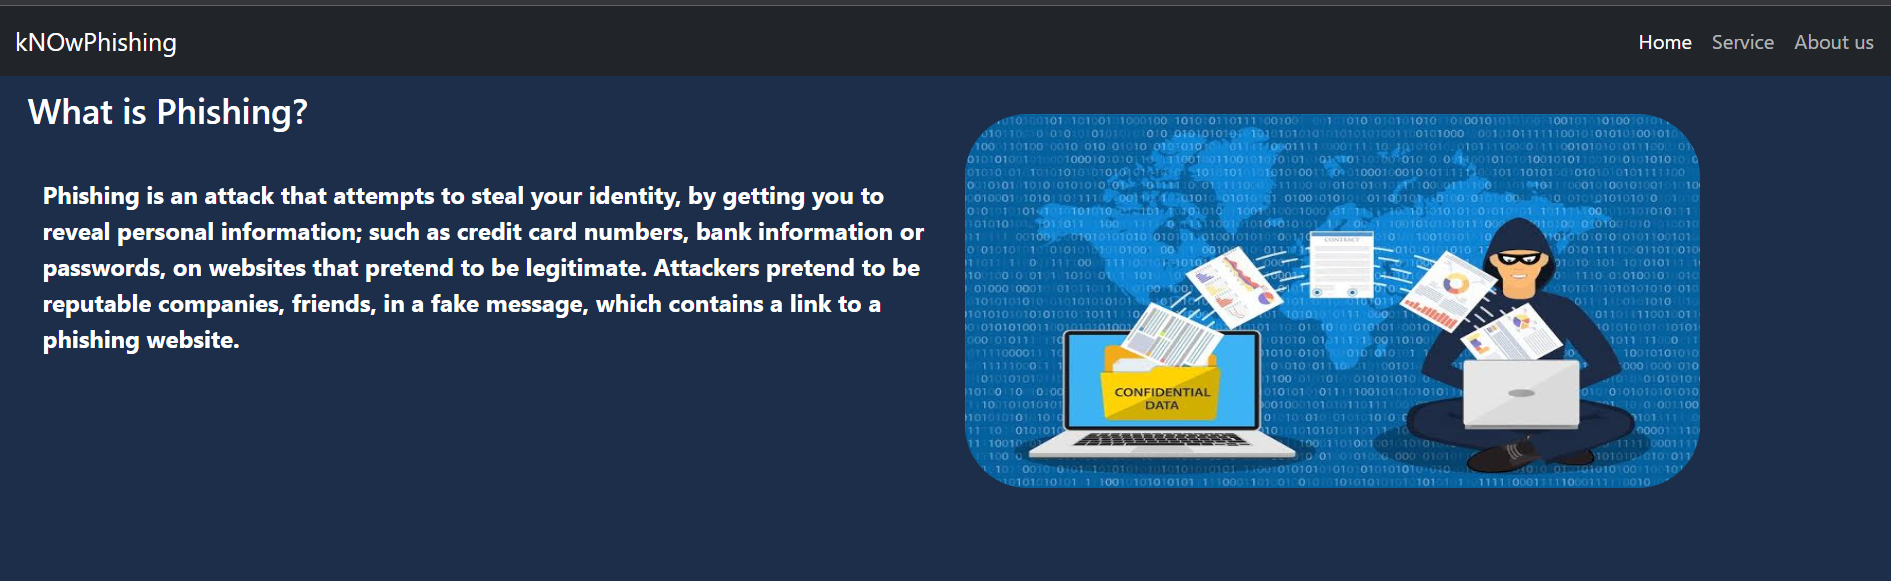 kNOwPhishing
Home Service About us
What is Phishing?
Phishing is an attack that attempts to steal your identity, by getting you to
reveal personal information; such as credit card numbers, bank information or
passwords, on websites that pretend to be legitimate. Attackers pretend to be
reputable companies, friends, in a fake message, which contains a link to a
phishing website.
CONTRACT
CONFIDENTIAL
DATA